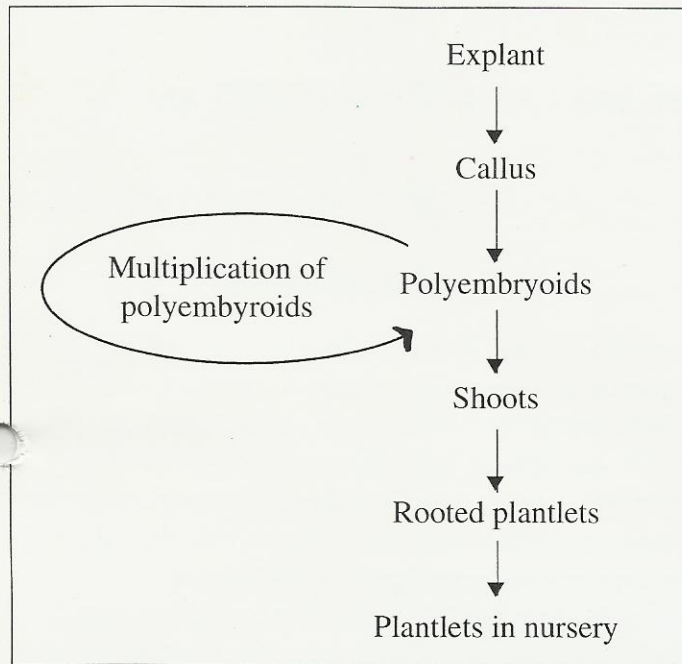 Explant
Callus
Multiplication of
polyembyroids
Polyembryoids
Shoots
Rooted plantlets
Plantlets in nursery